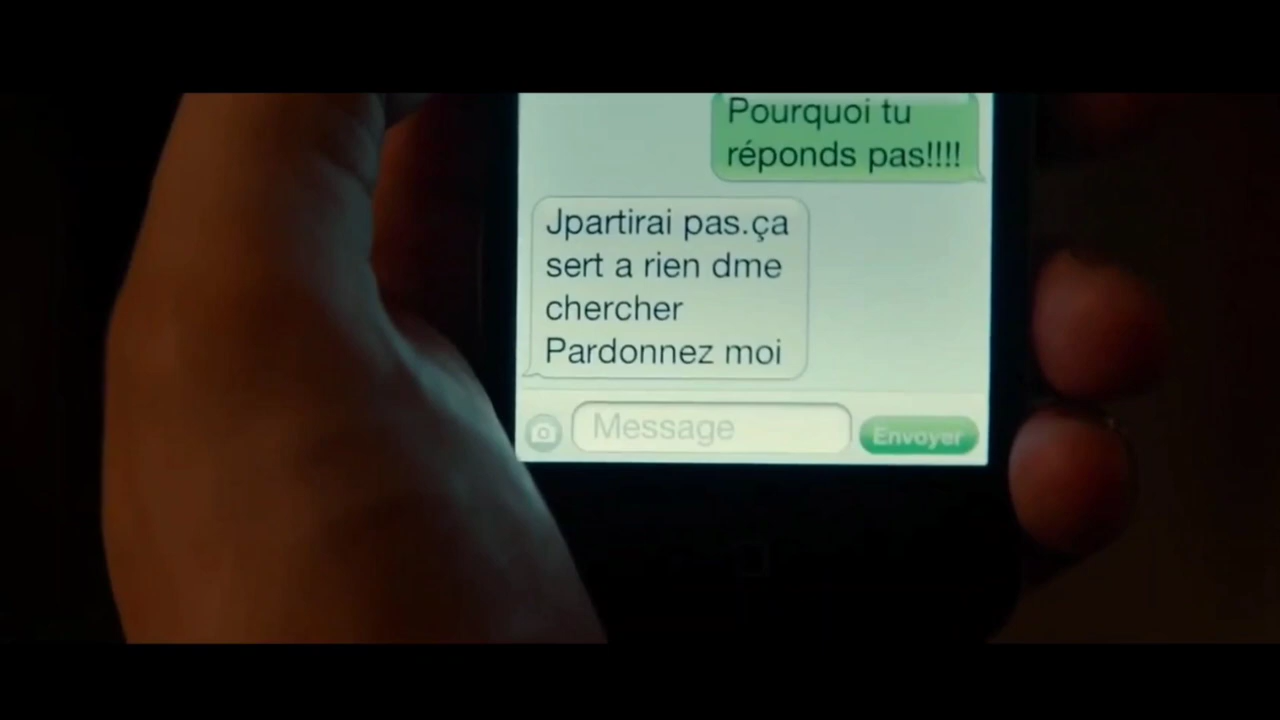 Pourquoi tu
réponds pas!!!!
Jpartirai pas.ça
sert a rien dme
chercher
Pardonnez moi
Message
Envoyer